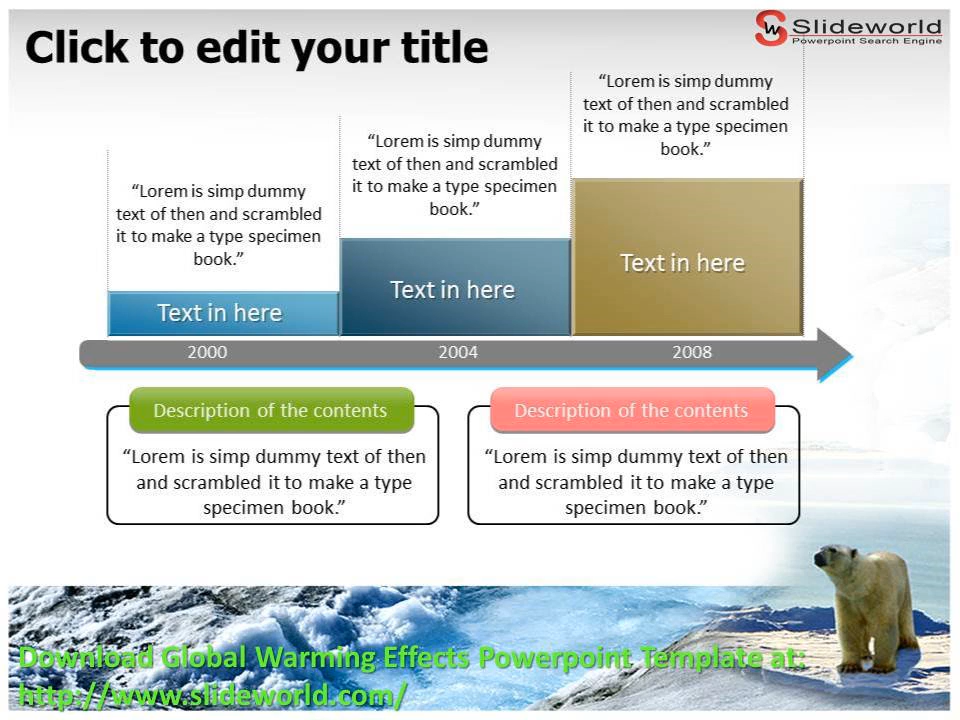 Click to edit your title
Slideworld
Powerpoint Search Engine
“Lorem is simp dummy
text of then and scrambled
it to make a type specimen
book.”
“Lorem is simp dummy
text of then and scrambled
it to make a type specimen
book.”
“Lorem is simp dummy
text of then and scrambled
it to make a type specimen
book.”
Text in here
Text in here
Text in here
2000
2004
2008
Description of the contents
“Lorem is simp dummy text of then
and scrambled it to make a type
specimen book.”
Description of the contents
“Lorem is simp dummy text of then
and scrambled it to make a type
specimen book.”
Download Global Warming Effects Powerpoint Template at:
http://www.slideworld.com/